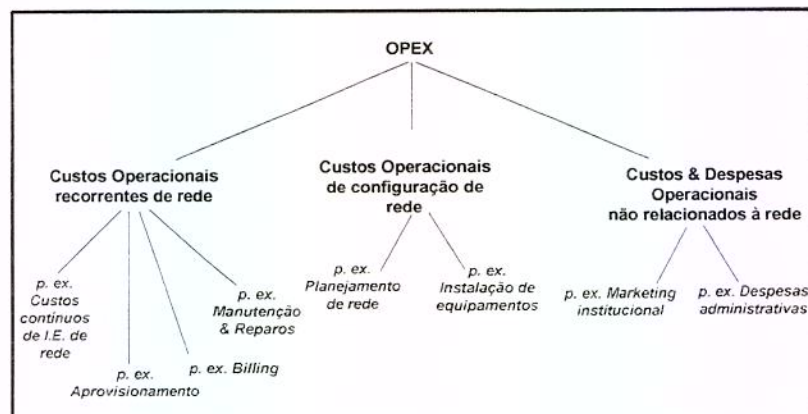 OPEX
Custos Operacionais
recorrentes de rede
Custos Operacionais
de configuração de
rede
Custos & Despesas
Operacionais
não relacionados à rede
p. ex.
Custos
contínuos
de I.E. de
rede
p. ex.
Aprovisionamento
p. ex. Billing
p. ex.
Manutenção
& Reparos
p. ex.
Planejamento
de rede
p. ex.
Instalação de
equipamentos
p. ex. Marketing
institucional
p. ex. Despesas
administrativas